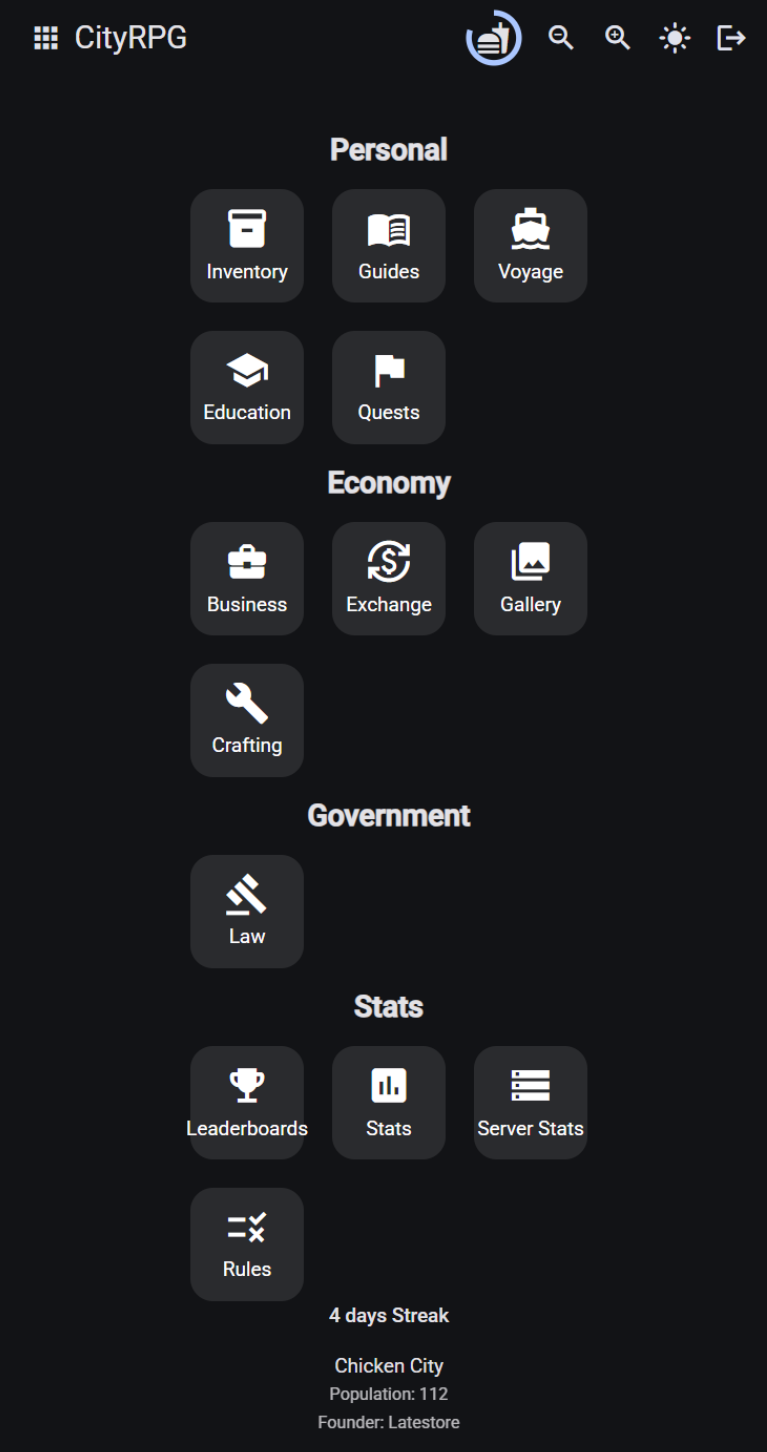 CityRPG
Personal
Inventory Guides Voyage
Education Quests
Economy
Business Exchange Gallery
Crafting
Government
Law
Stats
Leaderboards Stats Server Stats
Rules
4 days Streak
Chicken City
Population: 112
Founder: Latestore